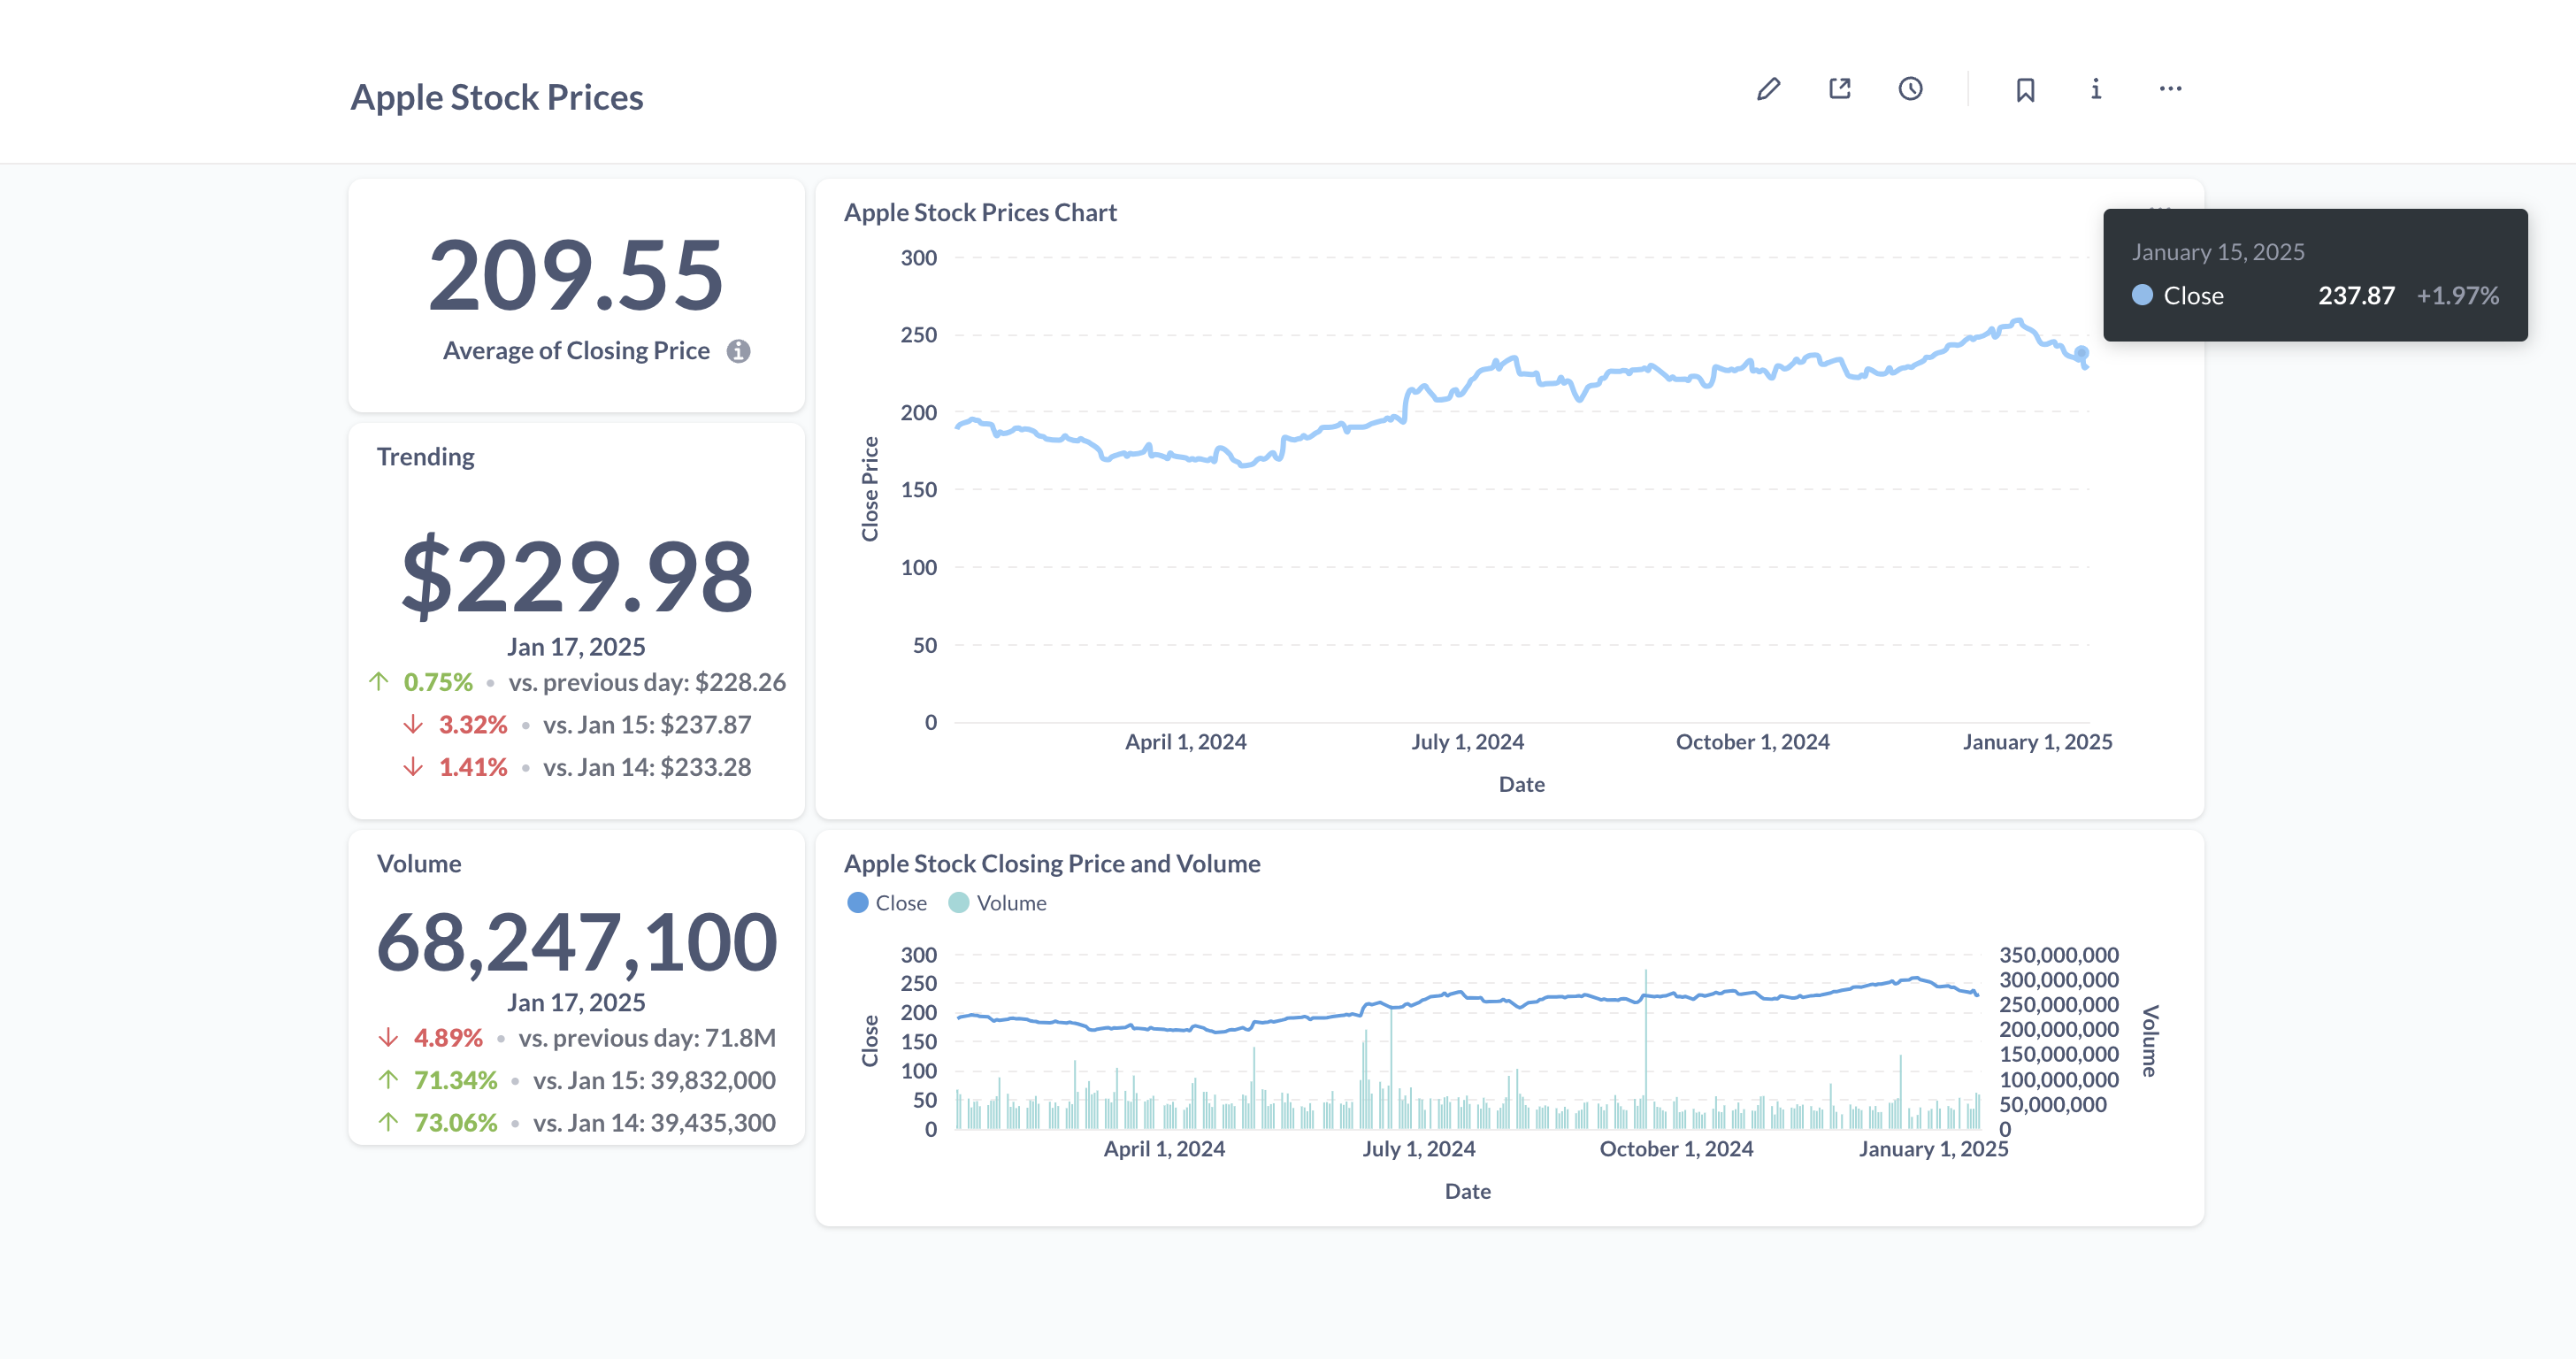 Apple Stock Prices
209.55
Average of Closing Price
Trending
$229.98
Jan 17, 2025
0.75% • vs. previous day: $228.26
3.32% • vs. Jan 15: $237.87
1.41% • vs. Jan 14: $233.28
Volume
68,247,100
Jan 17, 2025
4.89% • vs. previous day: 71.8M
71.34% • vs. Jan 15: 39,832,000
73.06% • vs. Jan 14: 39,435,300
Apple Stock Prices Chart
January 15, 2025
Close 237.87 +1.97%
300
250
200
150
100
50
0
Close Price
April 1, 2024 July 1, 2024 October 1, 2024 January 1, 2025
Date
Apple Stock Closing Price and Volume
Close Volume
300
250
200
150
100
50
0
Close
350,000,000
300,000,000
250,000,000
200,000,000
150,000,000
100,000,000
50,000,000
0
Volume
April 1, 2024 July 1, 2024 October 1, 2024 January 1, 2025
Date